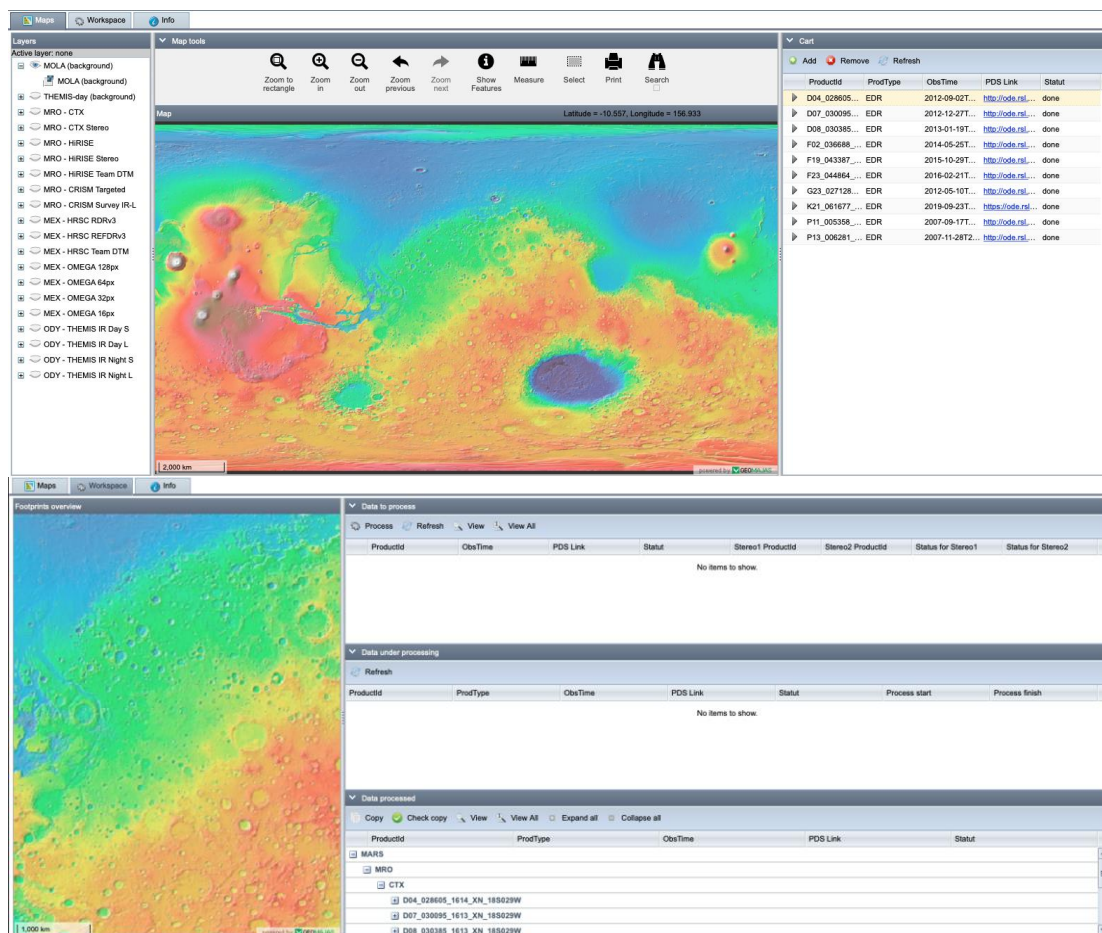 Maps Workspace Info
Layers
Active layer: none
MOLA (background)
MOLA (background)
THEMIS-day (background)
MRO - CTX
MRO - CTX Stereo
MRO - HiRISE
MRO - HiRISE Stereo
MRO - HiRISE Team DTM
MRO - CRISM Targeted
MRO - CRISM Survey IR-L
MEX - HRSC RDRv3
MEX - HRSC REFDRv3
MEX - HRSC Team DTM
MEX - OMEGA 128px
MEX - OMEGA 64px
MEX - OMEGA 32px
MEX - OMEGA 16px
ODY - THEMIS IR Day S
ODY - THEMIS IR Day L
ODY - THEMIS IR Night S
ODY - THEMIS IR Night L
Map tools
Zoom to rectangle
Zoom in
Zoom out
Zoom previous
Zoom next
Show Features
Measure
Select
Print
Search
Map Latitude = -10.557, Longitude = 156.933
2,000 km
powered by GEOMAJAS
Cart
Add Remove Refresh
ProductId ProdType ObsTime PDS Link Statut
D04_028605... EDR 2012-09-02T... http://ode.rsl.... done
D07_030095... EDR 2012-12-27T... http://ode.rsl.... done
D08_030385... EDR 2013-01-19T... http://ode.rsl.... done
F02_036688_... EDR 2014-05-25T... http://ode.rsl.... done
F19_043387_... EDR 2015-10-29T... http://ode.rsl.... done
F23_044864_... EDR 2016-02-21T... http://ode.rsl.... done
G23_027128... EDR 2012-05-10T... http://ode.rsl.... done
K21_061677_... EDR 2019-09-23T... https://ode.rsl... done
P11_005358_... EDR 2007-09-17T... http://ode.rsl.... done
P13_006281_... EDR 2007-11-28T2... http://ode.rsl.... done
Maps Workspace Info
Footprints overview
1,000 km
Data to process
Process Refresh View View All
ProductId ObsTime PDS Link Statut Stereo1 ProductId Stereo2 ProductId Status for Stereo1 Status for Stereo2
No items to show.
Data under processing
Refresh
ProductId ProdType ObsTime PDS Link Statut Process start Process finish
No items to show.
Data processed
Copy Check copy View View All Expand all Collapse all
ProductId ProdType ObsTime PDS Link Statut
MARS
MRO
CTX
D04_028605_1614_XN_18S029W
D07_030095_1613_XN_18S029W
D08_030385_1613_XN_18S029W